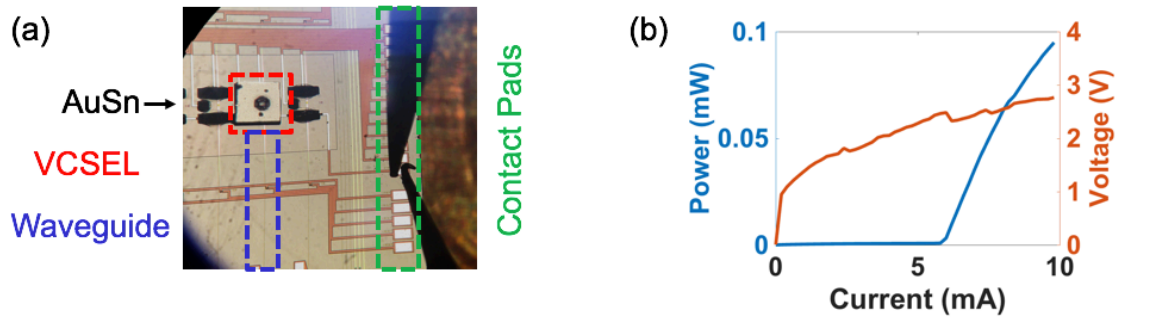 (a)
AuSn
VCSEL
Waveguide
Contact Pads
(b)
Power (mW)
0.1
0.05
0
4
3
2
1
0
Voltage (V)
0
5
10
Current (mA)